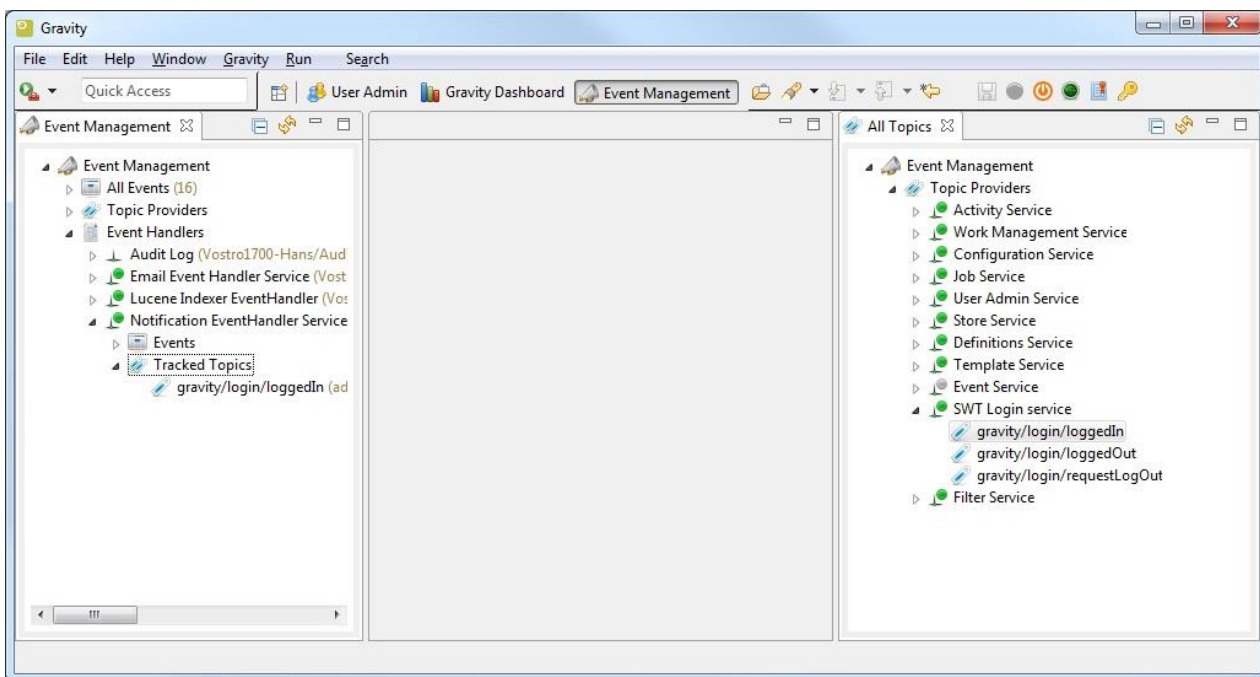 Gravity
File Edit Help Window Gravity Run Search
Quick Access User Admin Gravity Dashboard Event Management
Event Management
Event Management
All Events (16)
Topic Providers
Event Handlers
Audit Log (Vostro1700-Hans/Aud
Email Event Handler Service (Vost
Lucene Indexer EventHandler (Vos
Notification EventHandler Service
Events
Tracked Topics
gravity/login/loggedIn (ad
All Topics
Event Management
Topic Providers
Activity Service
Work Management Service
Configuration Service
Job Service
User Admin Service
Store Service
Definitions Service
Template Service
Event Service
SWT Login service
gravity/login/loggedIn
gravity/login/loggedOut
gravity/login/requestLogOut
Filter Service